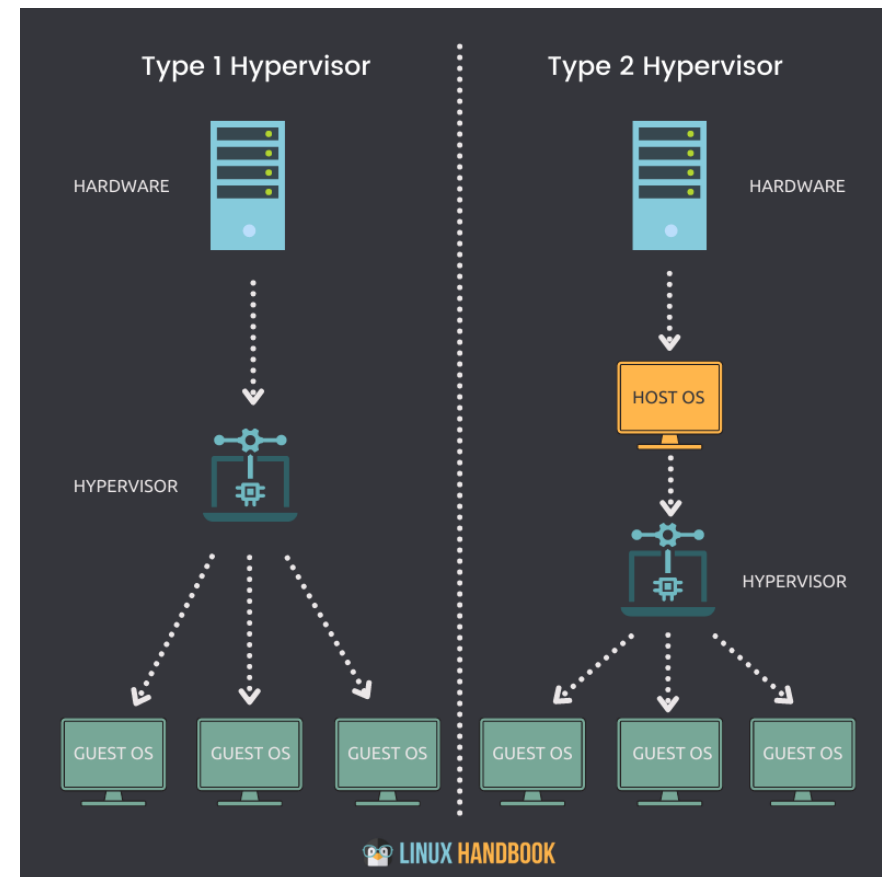 Type 1 Hypervisor
HARDWARE
HYPERVISOR
GUEST OS
GUEST OS
GUEST OS
Type 2 Hypervisor
HARDWARE
HOST OS
HYPERVISOR
GUEST OS
GUEST OS
GUEST OS
LINUX HANDBOOK